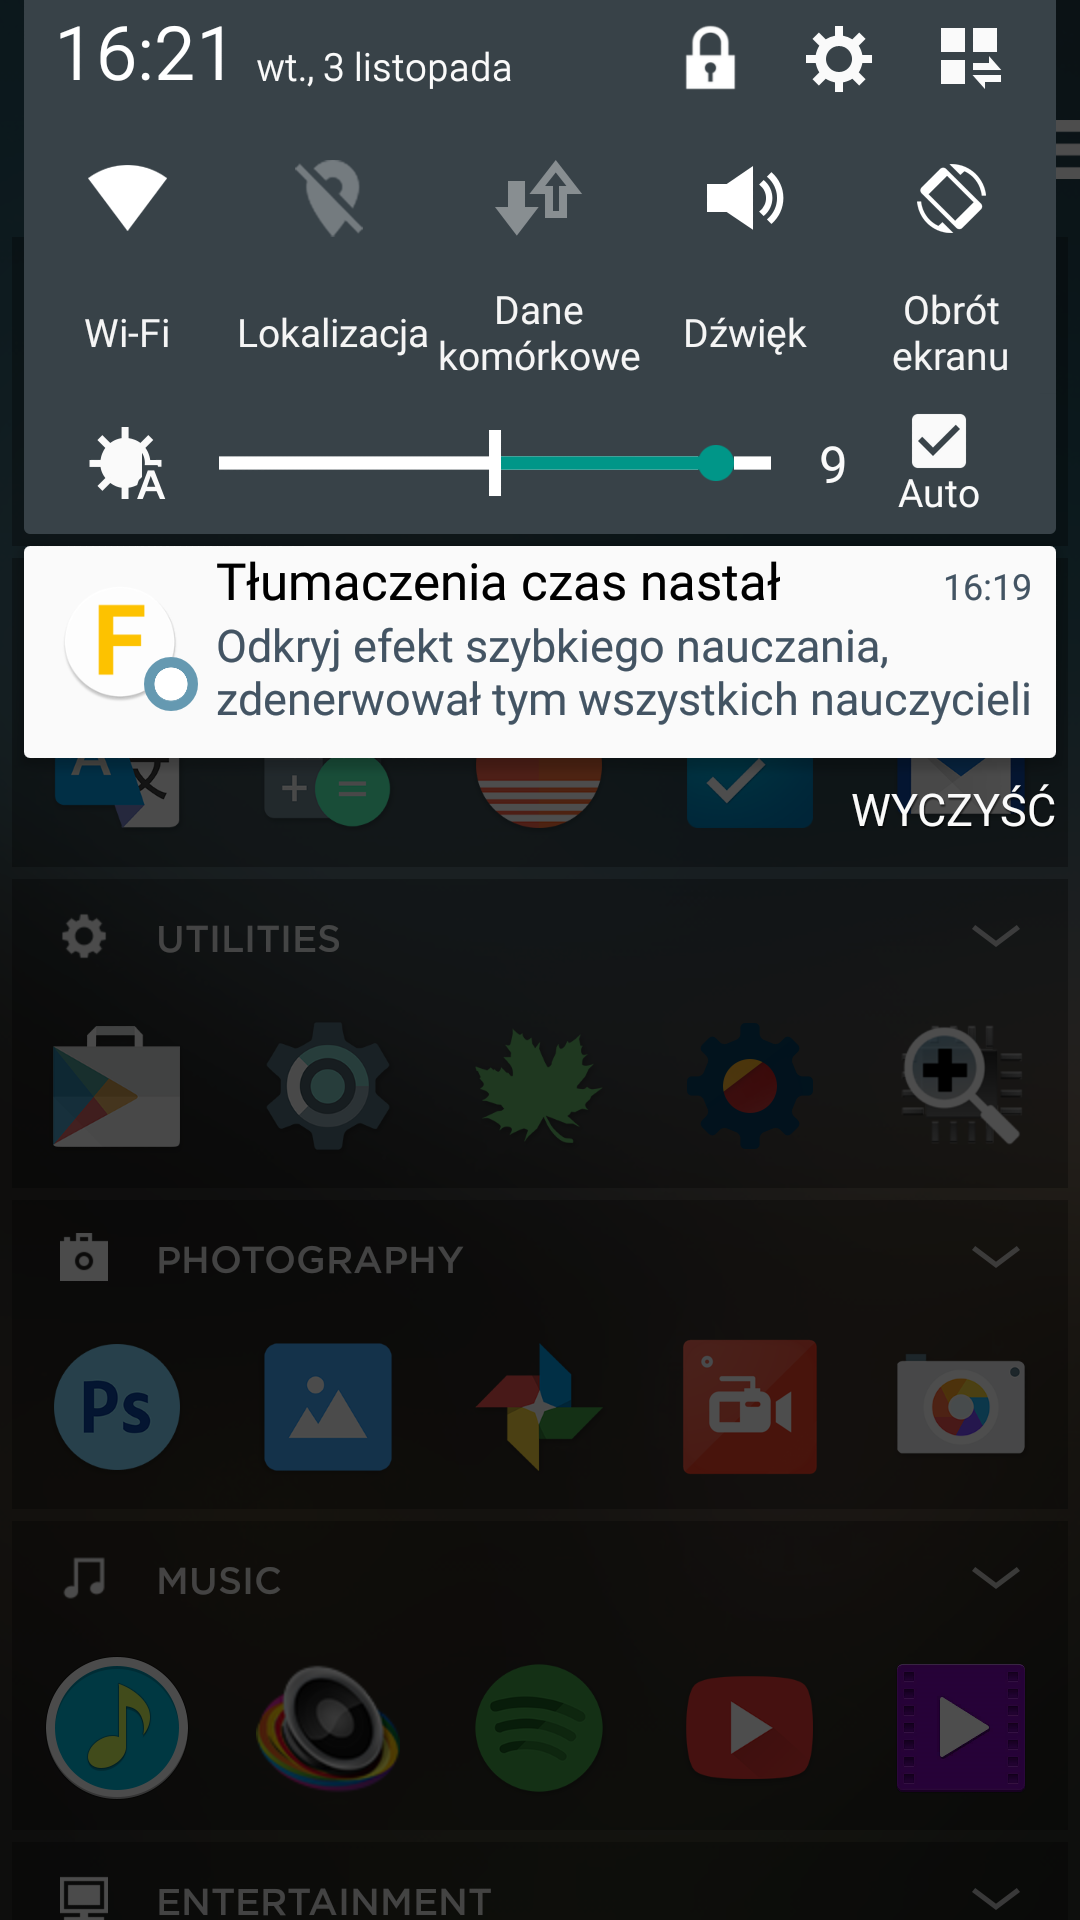 16:21 wt., 3 listopada
Wi-Fi
Lokalizacja
Dane
komórkowe
Dźwięk
Obrót
ekranu
A
9
Auto
F
Tłumaczenia czas nastał
16:19
Odkryj efekt szybkiego nauczania,
zdenerwował tym wszystkich nauczycieli
A 文
+ =
WYCZYŚĆ
UTILITIES
PHOTOGRAPHY
Ps
MUSIC
ENTERTAINMENT